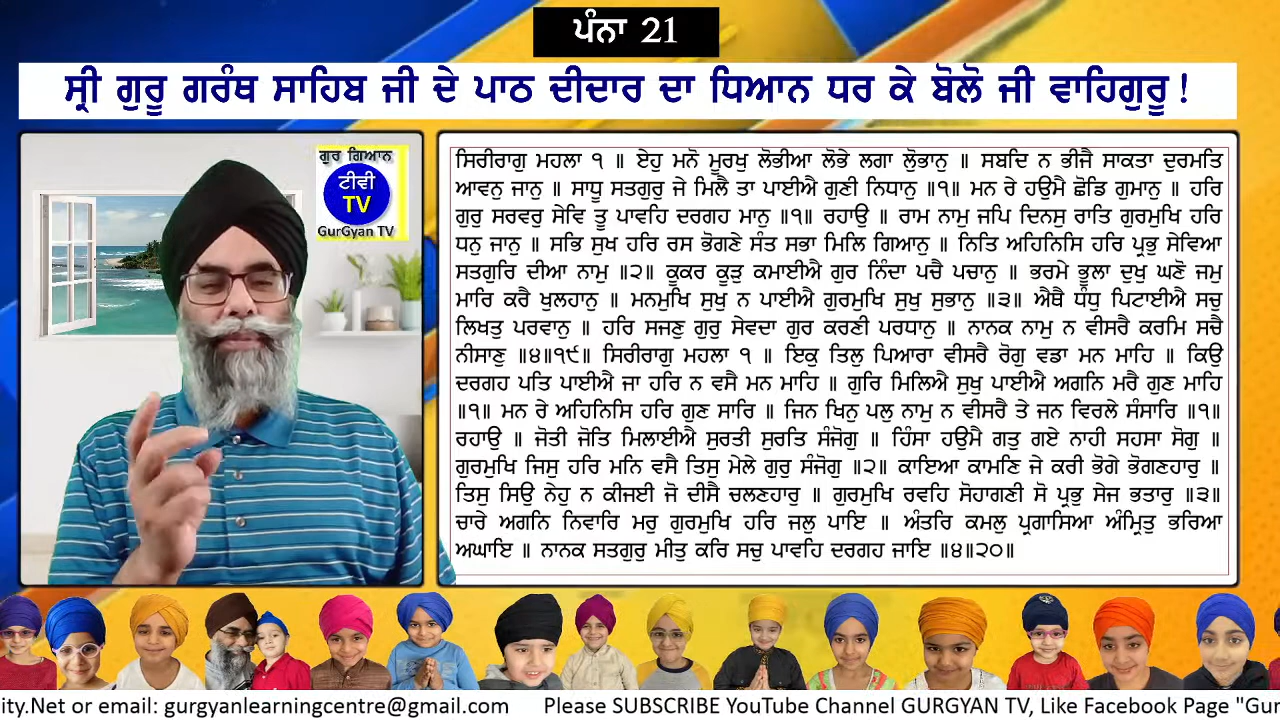 ਪੰਨਾ 21
ਸ੍ਰੀ ਗੁਰੂ ਗਰੰਥ ਸਾਹਿਬ ਜੀ ਦੇ ਪਾਠ ਦੀਦਾਰ ਦਾ ਧਿਆਨ ਧਰ ਕੇ ਬੋਲੋ ਜੀ ਵਾਹਿਗੁਰੂ!
ਗੁਰ ਗਿਆਨ
ਟੀਵੀ
TV
GurGyan TV
ਸਿਰੀਰਾਗੁ ਮਹਲਾ ੧ ॥ ਏਹੁ ਮਨੋ ਮੂਰਖੁ ਲੋਭੀਆ ਲੋਭੇ ਲਗਾ ਲੋੁਭਾਨੁ ॥ ਸਬਦਿ ਨ ਭੀਜੈ ਸਾਕਤਾ ਦੁਰਮਤਿ
ਆਵਨੁ ਜਾਨੁ ॥ ਸਾਧੂ ਸਤਗੁਰੁ ਜੇ ਮਿਲੈ ਤਾ ਪਾਈਐ ਗੁਣੀ ਨਿਧਾਨੁ ॥੧॥ ਮਨ ਰੇ ਹਉਮੈ ਛੋਡਿ ਗੁਮਾਨੁ ॥ ਹਰਿ
ਗੁਰੁ ਸਰਵਰੁ ਸੇਵਿ ਤੂ ਪਾਵਹਿ ਦਰਗਹ ਮਾਨੁ ॥੧॥ ਰਹਾਉ ॥ ਰਾਮ ਨਾਮੁ ਜਪਿ ਦਿਨਸੁ ਰਾਤਿ ਗੁਰਮੁਖਿ ਹਰਿ
ਧਨੁ ਜਾਨੁ ॥ ਸਭਿ ਸੁਖ ਹਰਿ ਰਸ ਭੋਗਣੇ ਸੰਤ ਸਭਾ ਮਿਲਿ ਗਿਆਨੁ ॥ ਨਿਤਿ ਅਹਿਨਿਸਿ ਹਰਿ ਪ੍ਰਭੁ ਸੇਵਿਆ
ਸਤਗੁਰਿ ਦੀਆ ਨਾਮੁ ॥੨॥ ਕੂਕਰ ਕੂੜੁ ਕਮਾਈਐ ਗੁਰ ਨਿੰਦਾ ਪਚੈ ਪਚਾਨੁ ॥ ਭਰਮੇ ਭੂਲਾ ਦੁਖੁ ਘਣੋ ਜਮੁ
ਮਾਰਿ ਕਰੈ ਖੁਲਹਾਨੁ ॥ ਮਨਮੁਖਿ ਸੁਖੁ ਨ ਪਾਈਐ ਗੁਰਮੁਖਿ ਸੁਖੁ ਸੁਭਾਨੁ ॥੩॥ ਐਥੈ ਧੰਧੁ ਪਿਟਾਈਐ ਸਚੁ
ਲਿਖਤੁ ਪਰਵਾਨੁ ॥ ਹਰਿ ਸਜਣੁ ਗੁਰੁ ਸੇਵਦਾ ਗੁਰ ਕਰਣੀ ਪਰਧਾਨੁ ॥ ਨਾਨਕ ਨਾਮੁ ਨ ਵੀਸਰੈ ਕਰਮਿ ਸਚੈ
ਨੀਸਾਣੁ ॥੪॥੧੯॥ ਸਿਰੀਰਾਗੁ ਮਹਲਾ ੧ ॥ ਇਕੁ ਤਿਲੁ ਪਿਆਰਾ ਵੀਸਰੈ ਰੋਗੁ ਵਡਾ ਮਨ ਮਾਹਿ ॥ ਕਿਉ
ਦਰਗਹ ਪਤਿ ਪਾਈਐ ਜਾ ਹਰਿ ਨ ਵਸੈ ਮਨ ਮਾਹਿ ॥ ਗੁਰਿ ਮਿਲਿਐ ਸੁਖੁ ਪਾਈਐ ਅਗਨਿ ਮਰੈ ਗੁਣ ਮਾਹਿ
॥੧॥ ਮਨ ਰੇ ਅਹਿਨਿਸਿ ਹਰਿ ਗੁਣ ਸਾਰਿ ॥ ਜਿਨ ਖਿਨੁ ਪਲੁ ਨਾਮੁ ਨ ਵੀਸਰੈ ਤੇ ਜਨ ਵਿਰਲੇ ਸੰਸਾਰਿ ॥੧॥
ਰਹਾਉ ॥ ਜੋਤੀ ਜੋਤਿ ਮਿਲਾਈਐ ਸੁਰਤੀ ਸੁਰਤਿ ਸੰਜੋਗੁ ॥ ਹਿੰਸਾ ਹਉਮੈ ਗਤੁ ਗਏ ਨਾਹੀ ਸਹਸਾ ਸੋਗੁ ॥
ਗੁਰਮੁਖਿ ਜਿਸੁ ਹਰਿ ਮਨਿ ਵਸੈ ਤਿਸੁ ਮੇਲੇ ਗੁਰੁ ਸੰਜੋਗੁ ॥੨॥ ਕਾਇਆ ਕਾਮਣਿ ਜੇ ਕਰੀ ਭੋਗੇ ਭੋਗਣਹਾਰੁ ॥
ਤਿਸੁ ਸਿਉ ਨੇਹੁ ਨ ਕੀਜਈ ਜੋ ਦੀਸੈ ਚਲਣਹਾਰੁ ॥ ਗੁਰਮੁਖਿ ਰਵਹਿ ਸੋਹਾਗਣੀ ਸੋ ਪ੍ਰਭੁ ਸੇਜ ਭਤਾਰੁ ॥੩॥
ਚਾਰੇ ਅਗਨਿ ਨਿਵਾਰਿ ਮਰੁ ਗੁਰਮੁਖਿ ਹਰਿ ਜਲੁ ਪਾਇ ॥ ਅੰਤਰਿ ਕਮਲੁ ਪ੍ਰਗਾਸਿਆ ਅੰਮ੍ਰਿਤੁ ਭਰਿਆ
ਅਘਾਇ ॥ ਨਾਨਕ ਸਤਗੁਰੁ ਮੀਤੁ ਕਰਿ ਸਚੁ ਪਾਵਹਿ ਦਰਗਹ ਜਾਇ ॥੪॥੨੦॥
ity.Net or email: gurgyanlearningcentre@gmail.com Please SUBSCRIBE YouTube Channel GURGYAN TV, Like Facebook Page "Gur